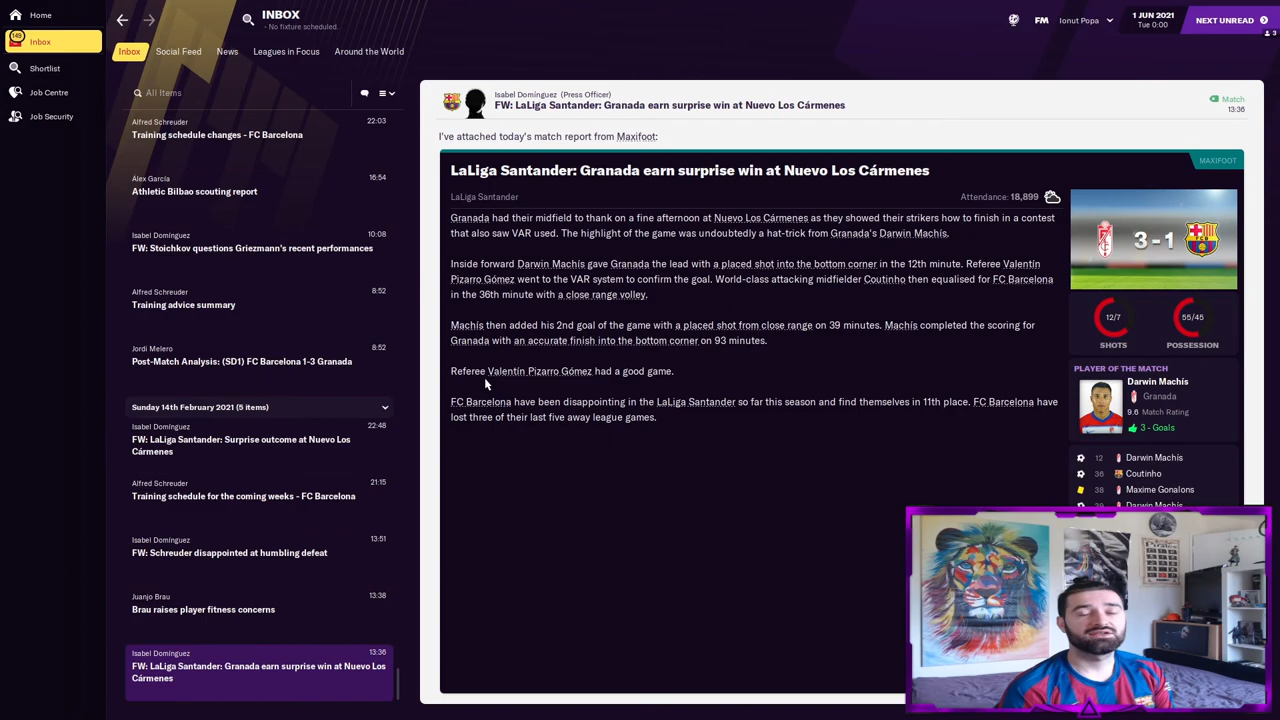 Home
149
Inbox
Shortlist
Job Centre
Job Security
INBOX
- No fixture scheduled.
FM
Ionut Popa
1 JUN 2021
Tue 0:00
NEXT UNREAD
3
Inbox
Social Feed
News
Leagues in Focus
Around the World
All Items
Alfred Schreuder
22:03
Training schedule changes - FC Barcelona
Álex García
16:54
Athletic Bilbao scouting report
Isabel Domínguez
10:08
FW: Stoichkov questions Griezmann's recent performances
Alfred Schreuder
8:52
Training advice summary
Jordi Melero
8:52
Post-Match Analysis: (SD1) FC Barcelona 1-3 Granada
Sunday 14th February 2021 (5 items)
Isabel Domínguez
22:48
FW: LaLiga Santander: Surprise outcome at Nuevo Los
Cármenes
Alfred Schreuder
21:15
Training schedule for the coming weeks - FC Barcelona
Isabel Domínguez
13:51
FW: Schreuder disappointed at humbling defeat
Juanjo Brau
13:38
Brau raises player fitness concerns
Isabel Domínguez
13:36
FW: LaLiga Santander: Granada earn surprise win at Nuevo Los
Cármenes
Isabel Domínguez (Press Officer)
FW: LaLiga Santander: Granada earn surprise win at Nuevo Los Cármenes
Match
13:36
I've attached today's match report from Maxifoot:
MAXIFOOT
LaLiga Santander: Granada earn surprise win at Nuevo Los Cármenes
LaLiga Santander
Attendance: 18,899
Granada had their midfield to thank on a fine afternoon at Nuevo Los Cármenes as they showed their strikers how to finish in a contest
that also saw VAR used. The highlight of the game was undoubtedly a hat-trick from Granada's Darwin Machís.
Inside forward Darwin Machís gave Granada the lead with a placed shot into the bottom corner in the 12th minute. Referee Valentín
Pizarro Gómez went to the VAR system to confirm the goal. World-class attacking midfielder Coutinho then equalised for FC Barcelona
in the 36th minute with a close range volley.
Machís then added his 2nd goal of the game with a placed shot from close range on 39 minutes. Machís completed the scoring for
Granada with an accurate finish into the bottom corner on 93 minutes.
Referee Valentín Pizarro Gómez had a good game.
FC Barcelona have been disappointing in the LaLiga Santander so far this season and find themselves in 11th place. FC Barcelona have
lost three of their last five away league games.
3 - 1
12/7
SHOTS
55/45
POSSESSION
PLAYER OF THE MATCH
Darwin Machís
Granada
9.6 Match Rating
3 - Goals
12 Darwin Machís
36 Coutinho
38 Maxime Gonalons
39 Darwin Machís